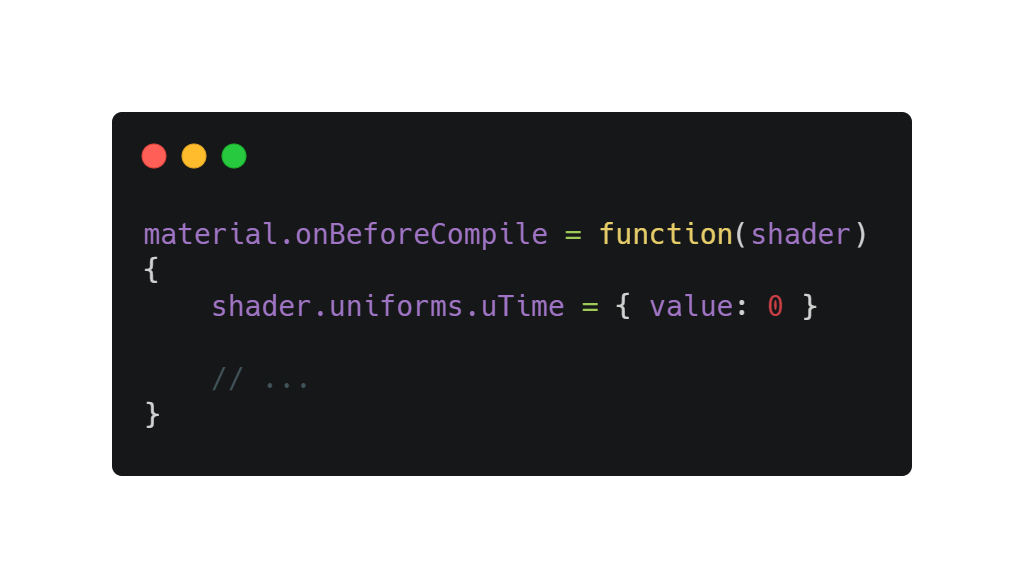 material.onBeforeCompile = function(shader)
{
    shader.uniforms.uTime = { value: 0 }

    // ...
}